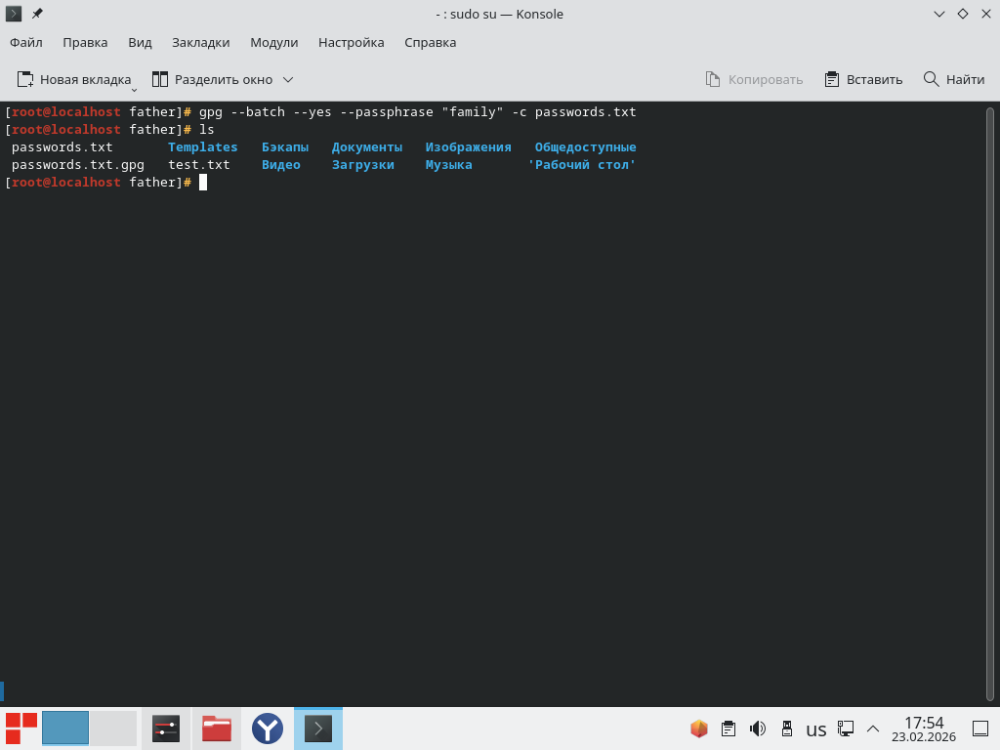 - : sudo su — Konsole
Файл Правка Вид Закладки Модули Настройка Справка
Новая вкладка Разделить окно Копировать Вставить Найти
[root@localhost father]# gpg --batch --yes --passphrase "family" -c passwords.txt
[root@localhost father]# ls
passwords.txt Templates Бэкапы Документы Изображения Общедоступные
passwords.txt.gpg test.txt Видео Загрузки Музыка 'Рабочий стол'
[root@localhost father]#
us 17:54
23.02.2026